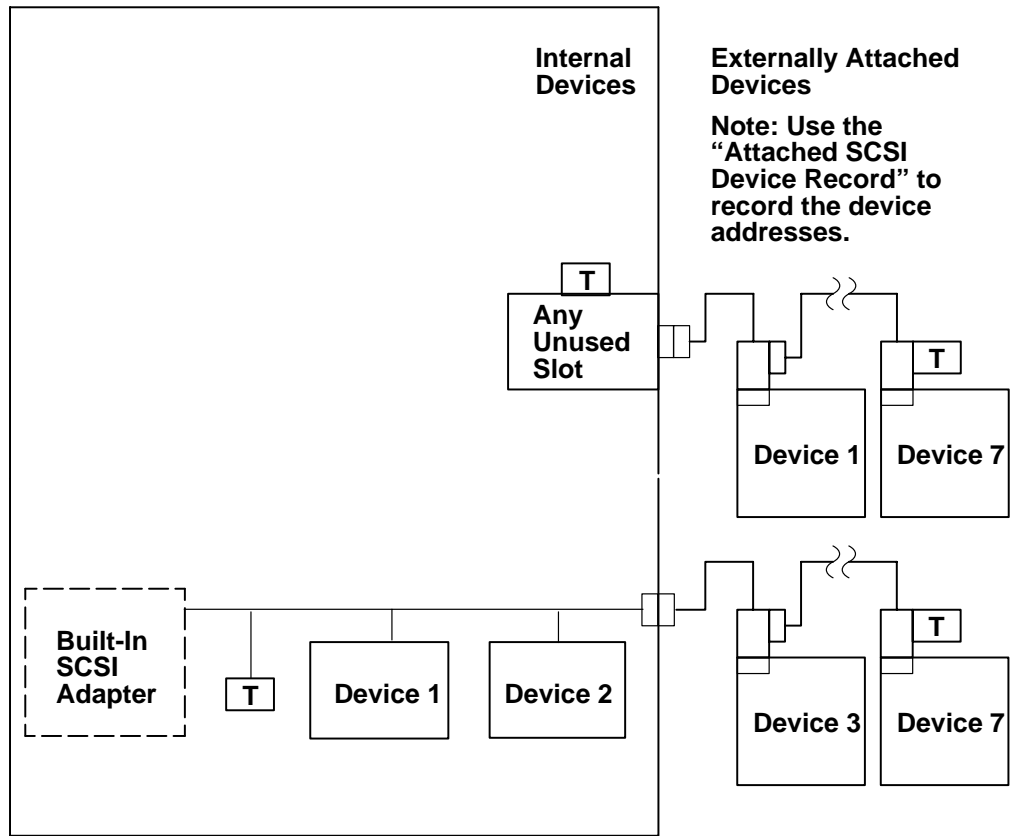 Internal
Devices
Externally Attached
Devices
Note: Use the
“Attached SCSI
Device Record” to
record the device
addresses.
T
Any
Unused
Slot
T
Device 1
Device 7
Built-In
SCSI
Adapter
T
Device 1
Device 2
T
Device 3
Device 7